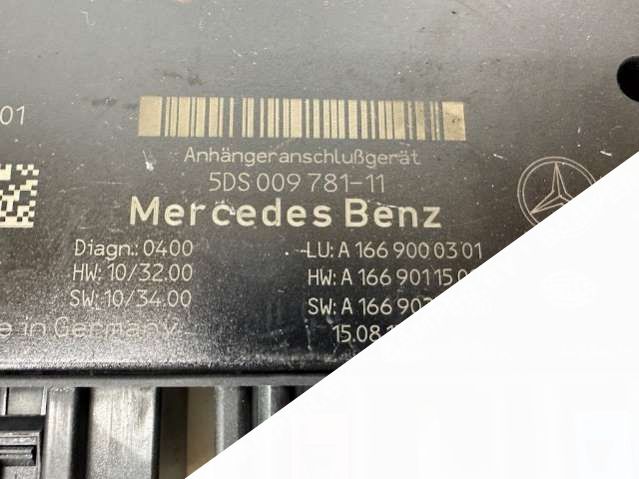 01
Anhängeranschlußgerät
5DS 009 781-11
Mercedes Benz
Diagn.: 0400
LU: A 166 900 03 01
HW: 10/32.00
HW: A 166 901 15
SW: 10/34.00
SW: A 166
in Germany
15.08